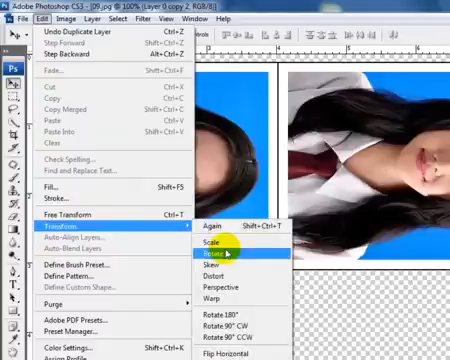 Adobe Photoshop CS3 - [09.jpg @ 100% (Layer 0 copy 2, RGB/8)]
File Edit Image Layer Select Filter View Window Help
Undo Duplicate Layer Ctrl+Z
Step Forward Shift+Ctrl+Z
Step Backward Alt+Ctrl+Z
Fade... Shift+Ctrl+F
Cut Ctrl+X
Copy Ctrl+C
Copy Merged Shift+Ctrl+C
Paste Ctrl+V
Paste Into Shift+Ctrl+V
Clear
Check Spelling...
Find and Replace Text...
Fill... Shift+F5
Stroke...
Free Transform Ctrl+T
Transform
Again Shift+Ctrl+T
Scale
Rotate
Skew
Distort
Perspective
Warp
Rotate 180°
Rotate 90° CW
Rotate 90° CCW
Flip Horizontal
Auto-Align Layers...
Auto-Blend Layers
Define Brush Preset...
Define Pattern...
Define Custom Shape...
Purge
Adobe PDF Presets...
Preset Manager...
Color Settings... Shift+Ctrl+K
Assign Profile...
Ps
3
4